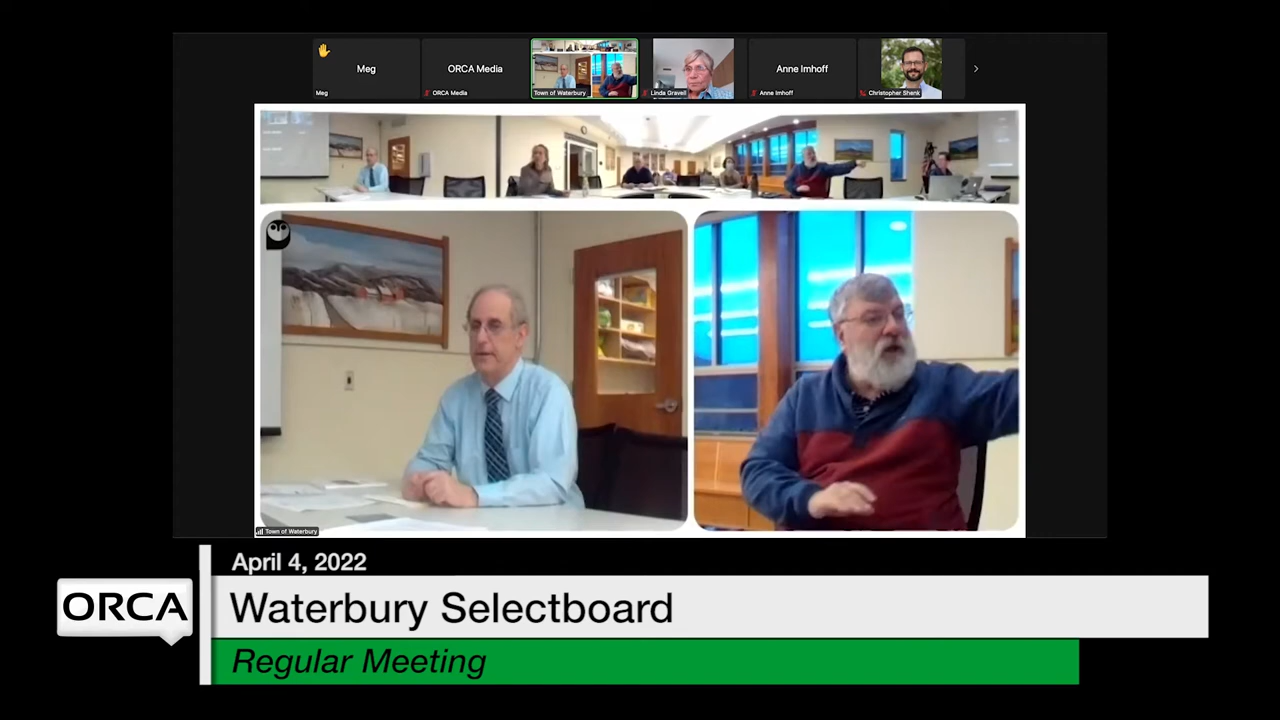 Meg
ORCA Media
Anne Imhoff
Meg
ORCA Media
Town of Waterbury
Linda Gravell
Anne Imhoff
Christopher Shenk
Town of Waterbury
April 4, 2022
ORCA
Waterbury Selectboard
Regular Meeting